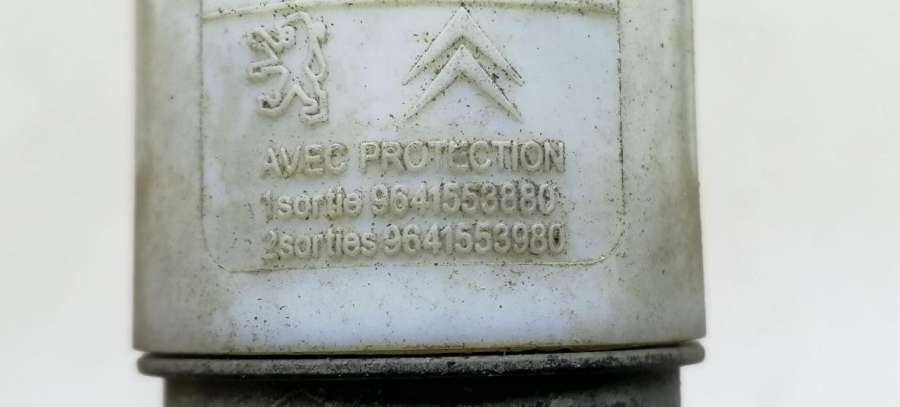 AVEC PROTECTION
1sortie 9641553880
2sorties 9641553980